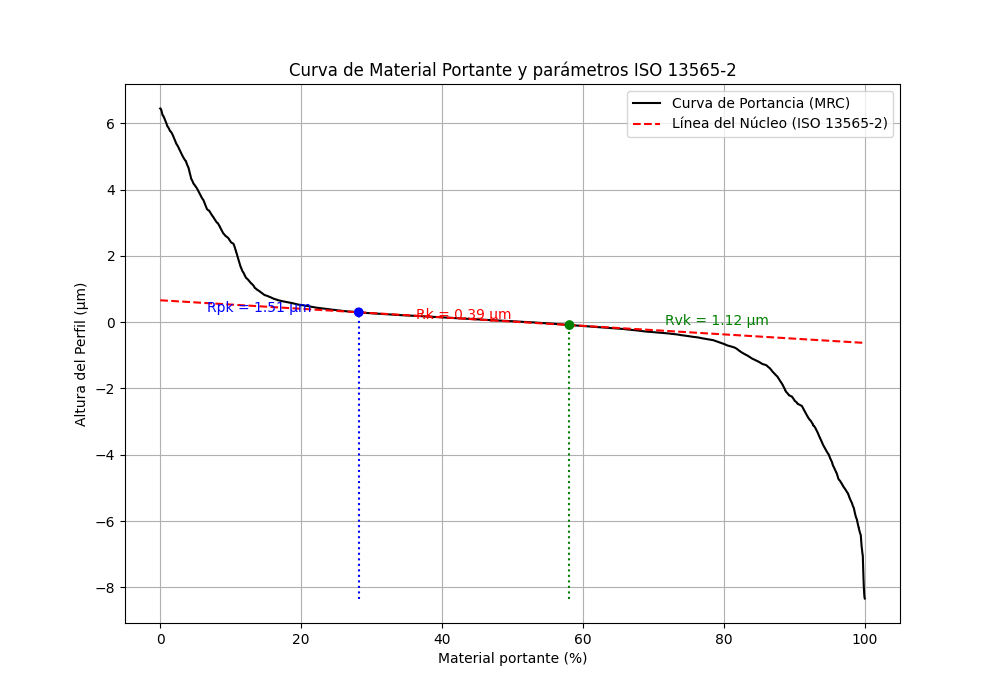 Curva de Material Portante y parámetros ISO 13565-2
Curva de Portancia (MRC)
Línea del Núcleo (ISO 13565-2)
Altura del Perfil (μm)
6
4
2
0
−2
−4
−6
−8
Rpk = 1.51 μm
Rk = 0.39 μm
Rvk = 1.12 μm
0 20 40 60 80 100
Material portante (%)